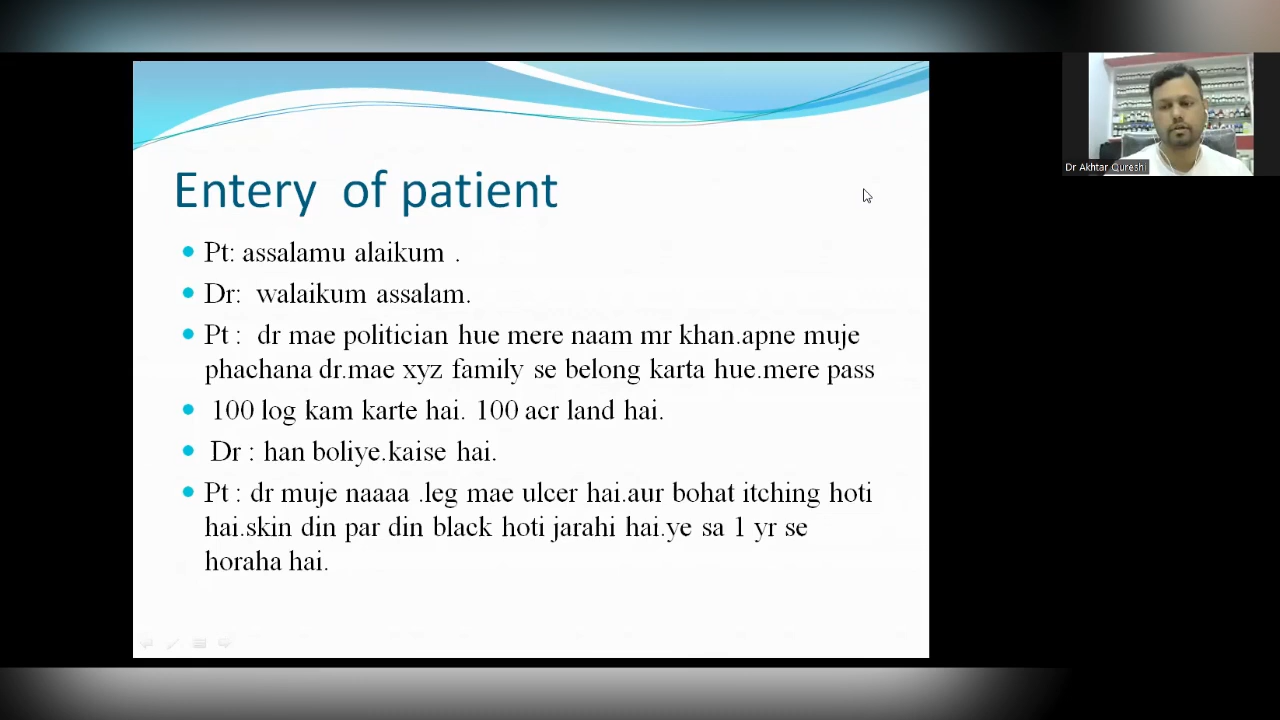 Entery of patient
Pt: assalamu alaikum .
Dr: walaikum assalam.
Pt : dr mae politician hue mere naam mr khan.apne muje
phachana dr.mae xyz family se belong karta hue.mere pass
100 log kam karte hai. 100 acr land hai.
Dr : han boliye.kaise hai.
Pt : dr muje naaaa .leg mae ulcer hai.aur bohat itching hoti
hai.skin din par din black hoti jarahi hai.ye sa 1 yr se
horaha hai.
Dr Akhtar Qureshi